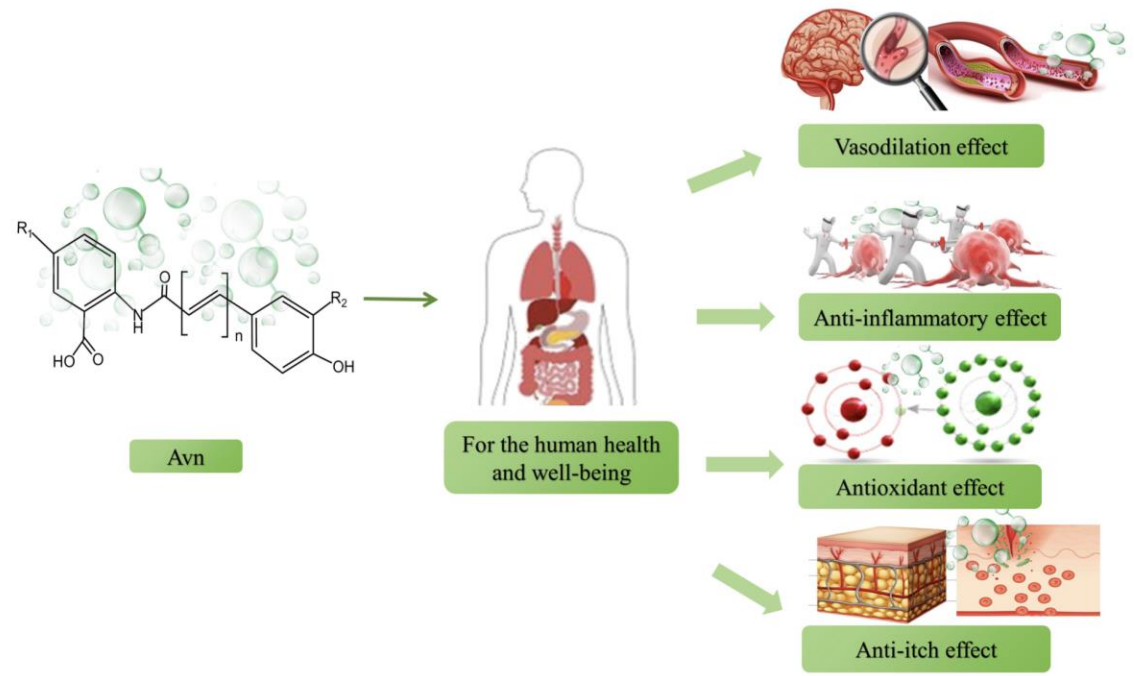 R1
O
R2
N
H
n
HO
O
OH
Avn
For the human health
and well-being
Vasodilation effect
Anti-inflammatory effect
Antioxidant effect
Anti-itch effect